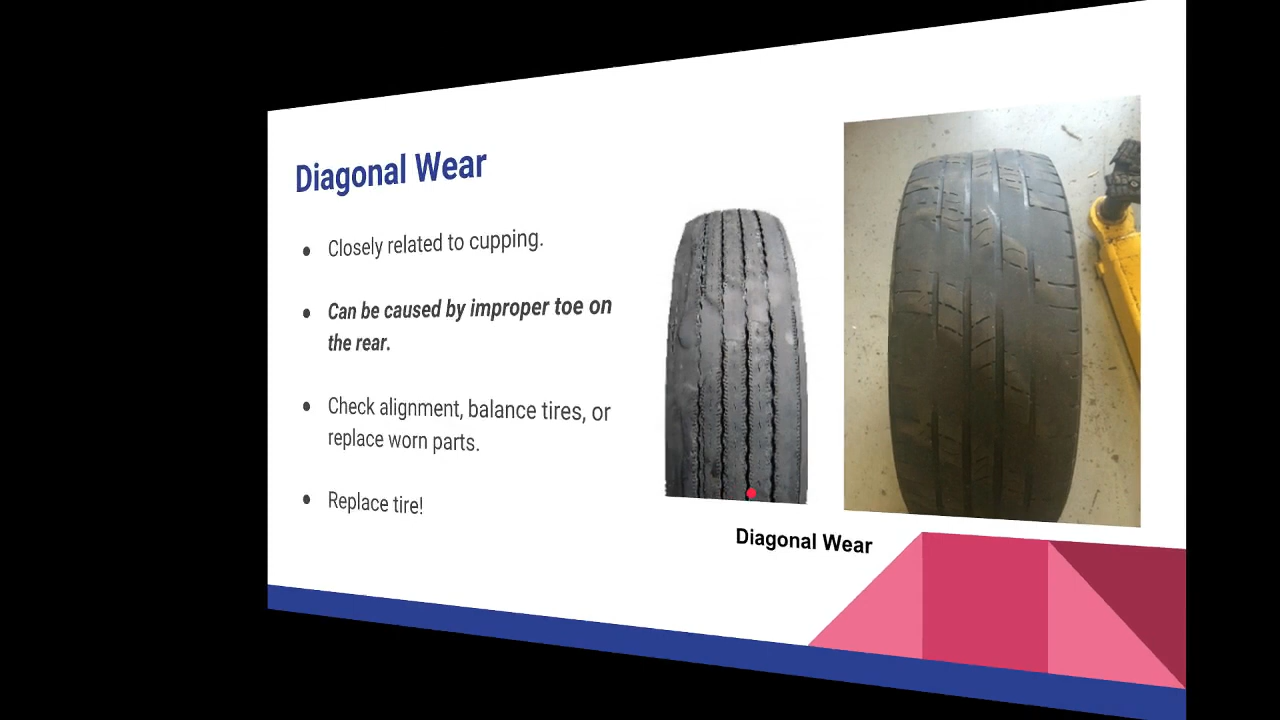 Diagonal Wear
● Closely related to cupping.
● Can be caused by improper toe on
the rear.
● Check alignment, balance tires, or
replace worn parts.
● Replace tire!
Diagonal Wear